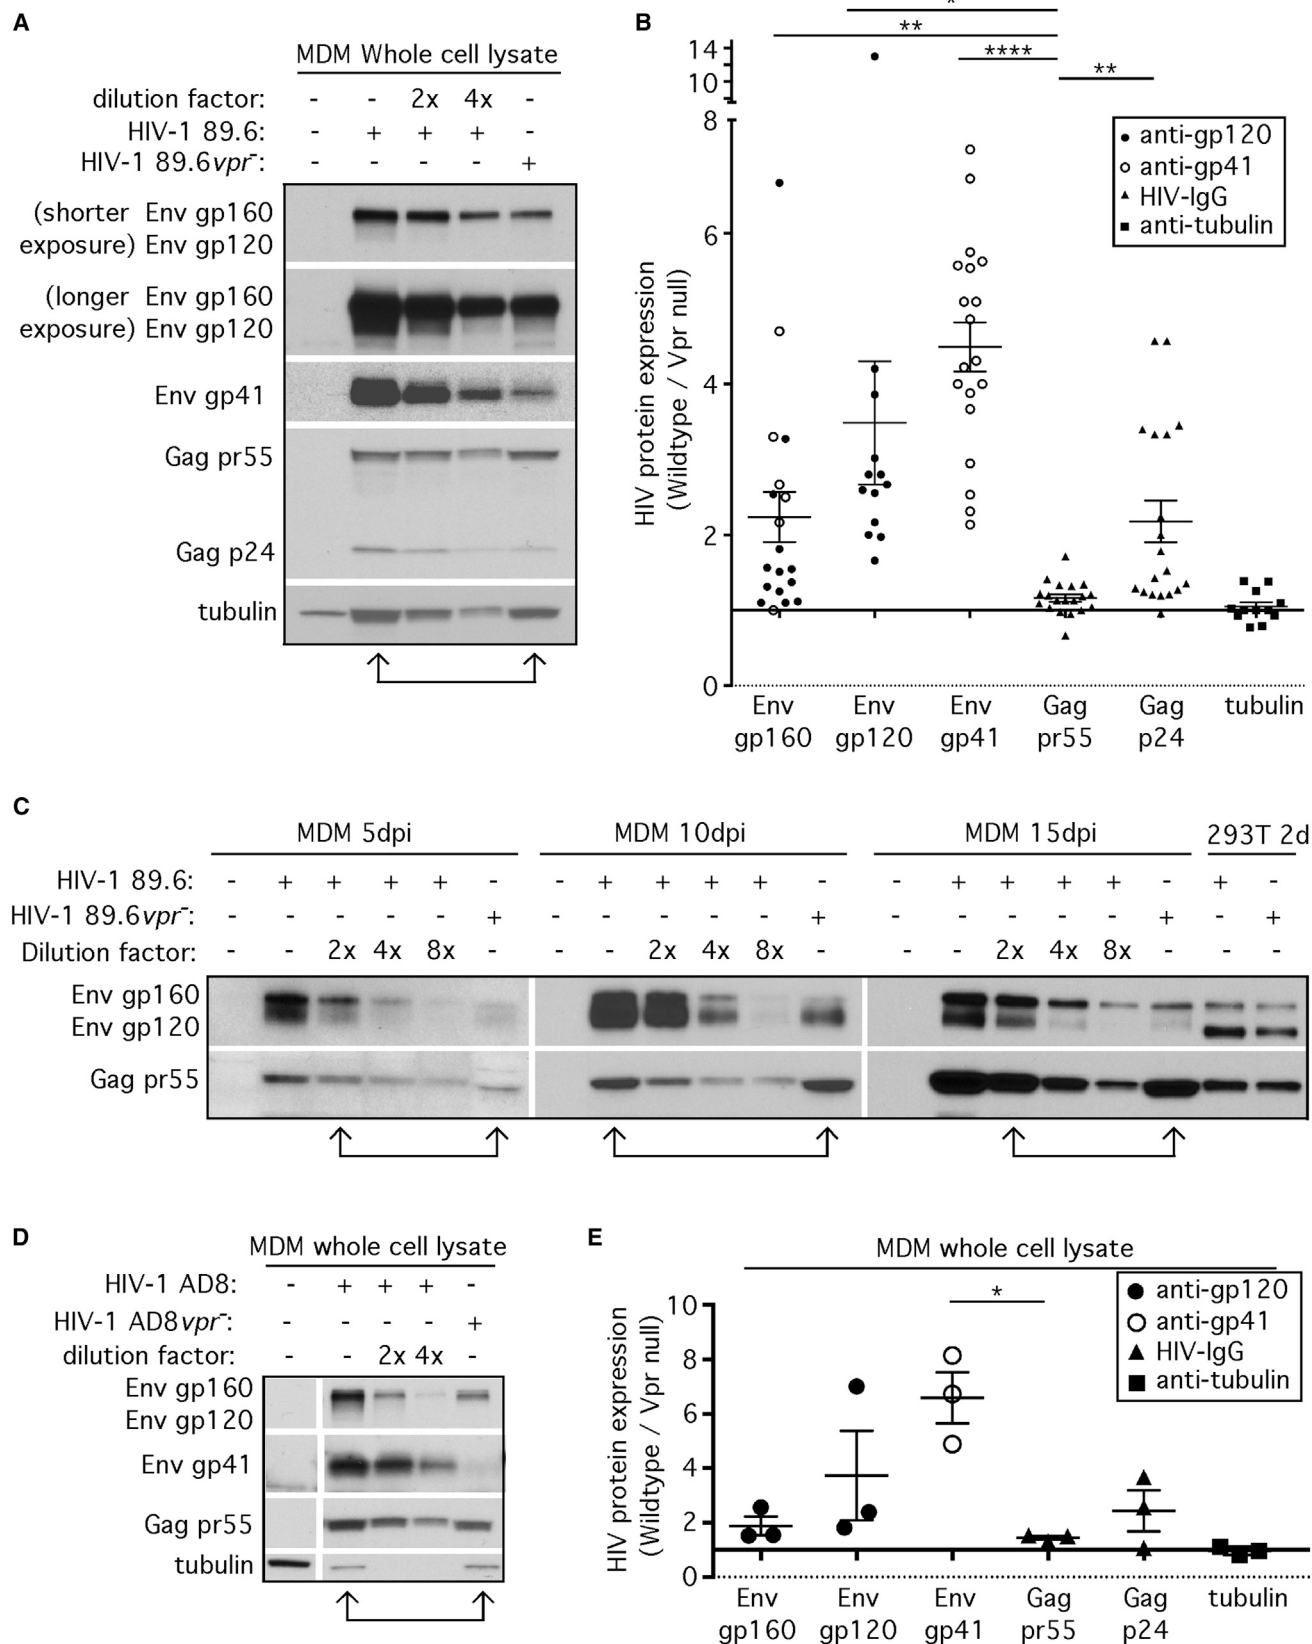 A
MDM Whole cell lysate
dilution factor: - - 2x 4x -
HIV-1 89.6: - + + + -
HIV-1 89.6vpr⁻: - - - - +
(shorter Env gp160
exposure) Env gp120
(longer Env gp160
exposure) Env gp120
Env gp41
Gag pr55
Gag p24
tubulin
B
*
**
****
**
14
10
8
6
4
2
0
HIV protein expression
(Wildtype / Vpr null)
anti-gp120
anti-gp41
HIV-IgG
anti-tubulin
Env Env Env Gag Gag tubulin
gp160 gp120 gp41 pr55 p24
C
MDM 5dpi MDM 10dpi MDM 15dpi 293T 2d
HIV-1 89.6: - + + + + - - + + + + - - + + + + - + -
HIV-1 89.6vpr⁻: - - - - - + - - - - - + - - - - - + - +
Dilution factor: - - 2x 4x 8x - - - 2x 4x 8x - - - 2x 4x 8x - - -
Env gp160
Env gp120
Gag pr55
D
MDM whole cell lysate
HIV-1 AD8: - + + + -
HIV-1 AD8vpr⁻: - - - - +
dilution factor: - - 2x 4x -
Env gp160
Env gp120
Env gp41
Gag pr55
tubulin
E
MDM whole cell lysate
*
10
8
6
4
2
0
HIV protein expression
(Wildtype / Vpr null)
anti-gp120
anti-gp41
HIV-IgG
anti-tubulin
Env Env Env Gag Gag tubulin
gp160 gp120 gp41 pr55 p24